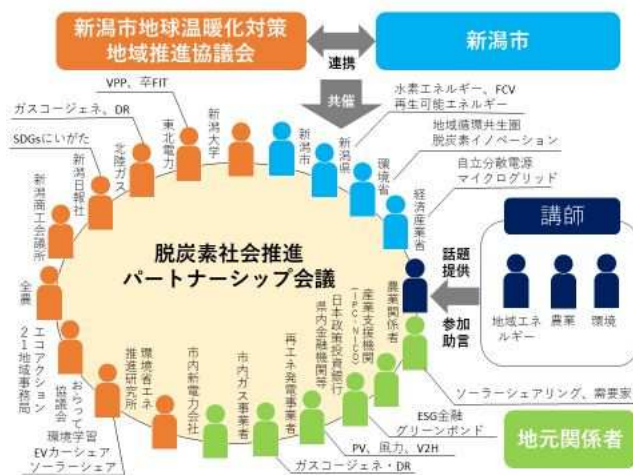 新潟市地球温暖化対策
地域推進協議会
連携
新潟市
共催
VPP、卒FIT
ガスコージェネ、DR
SDGsにいがた
水素エネルギー、FCV
再生可能エネルギー
地域循環共生圏
脱炭素イノベーション
自立分散電源
マイクログリッド
新潟大学
東北電力
北陸ガス
新潟日報社
新潟商工会議所
全農
エコアクション
21地域事務局
おらって
協議会
環境省エネ
推進研究所
市内新電力会社
市内ガス事業者
再エネ発電事業者
日本政策投資銀行
県内金融機関等
産業支援機関
(IPC・NICO)
農業関係者
新潟市
新潟県
環境省
経済産業省
脱炭素社会推進
パートナーシップ会議
話題
提供
参加
助言
講師
地域エネ
ルギー
農業
環境
ソーラーシェアリング、需要家
ESG金融
グリーンボンド
PV、風力、V2H
ガスコージェネ・DR
環境学習
EVカーシェア
ソーラーシェア
地元関係者